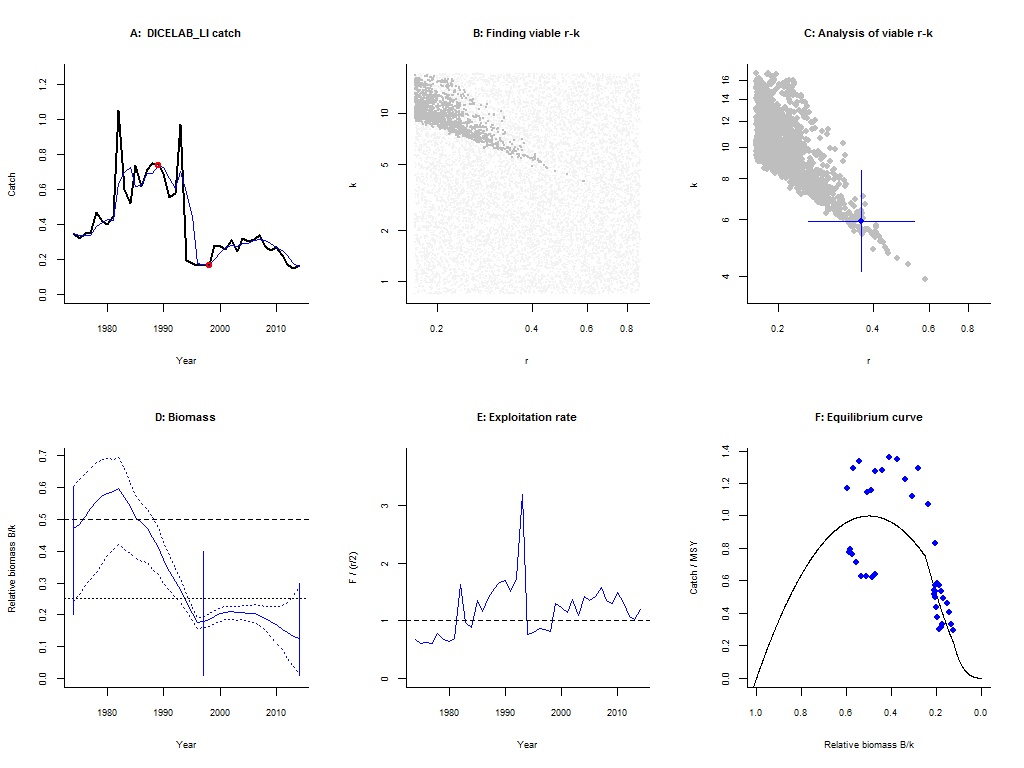 A: DICELAB_LI catch
Catch
1.2
1.0
0.8
0.6
0.4
0.2
0.0
1980 1990 2000 2010
Year
B: Finding viable r-k
k
10
5
2
1
0.2 0.4 0.6 0.8
r
C: Analysis of viable r-k
k
16
14
12
10
8
6
4
0.2 0.4 0.6 0.8
r
D: Biomass
Relative biomass B/k
0.7
0.6
0.5
0.4
0.3
0.2
0.1
0.0
1980 1990 2000 2010
Year
E: Exploitation rate
F / (r/2)
3
2
1
0
1980 1990 2000 2010
Year
F: Equilibrium curve
Catch / MSY
1.4
1.2
1.0
0.8
0.6
0.4
0.2
0.0
1.0 0.8 0.6 0.4 0.2 0.0
Relative biomass B/k